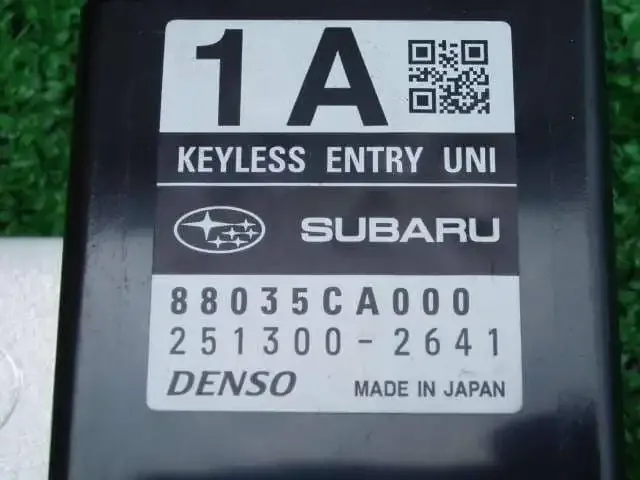 1A
KEYLESS ENTRY UNI
SUBARU
88035CA000
251300-2641
DENSO
MADE IN JAPAN